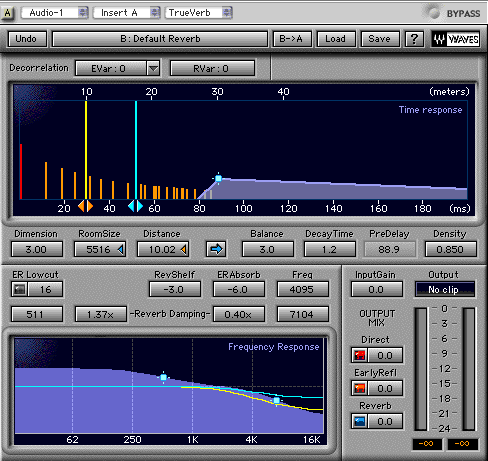 A Audio-1 Insert A TrueVerb BYPASS
Undo B: Default Reverb B->A Load Save ? WAVES
Decorrelation EVar: 0 RVar: 0
10 20 30 40 (meters)
Time response
20 40 60 80 100 120 140 160 180 (ms)
Dimension RoomSize Distance Balance DecayTime PreDelay Density
3.00 5516 10.02 3.0 1.2 88.9 0.850
ER Lowcut RevShelf ERAbsorb Freq
16 -3.0 -6.0 4095
511 1.37x -Reverb Damping- 0.40x 7104
Frequency Response
62 250 1K 4K 16K
InputGain Output
0.0 No clip
OUTPUT
MIX
Direct
0.0
EarlyRefl
0.0
Reverb
0.0
0
3
6
9
12
15
18
21
24
-∞ -∞